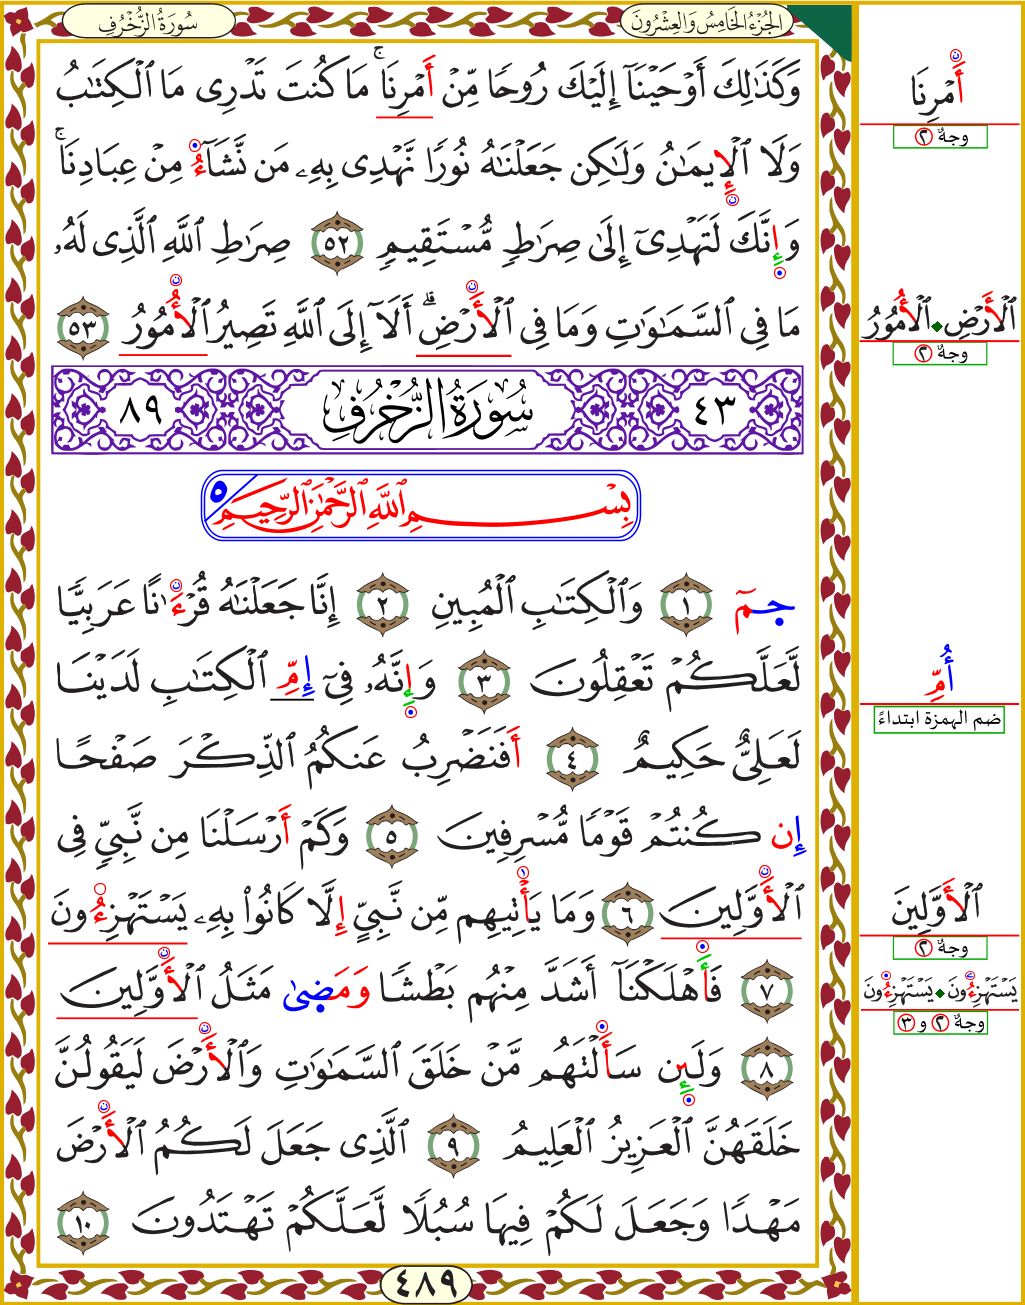 سُورَةُ الزُّخْرُفِ
الجُزْءُ الخَامِسُ وَالعِشْرُونَ
وَكَذَٰلِكَ أَوْحَيْنَآ إِلَيْكَ رُوحًا مِّنْ أَمْرِنَاۚ مَا كُنتَ تَدْرِى مَا ٱلْكِتَٰبُ
وَلَا ٱلْإِيمَٰنُ وَلَٰكِن جَعَلْنَٰهُ نُورًا نَّهْدِى بِهِۦ مَن نَّشَآءُ مِنْ عِبَادِنَاۚ
وَإِنَّكَ لَتَهْدِىٓ إِلَىٰ صِرَٰطٍ مُّسْتَقِيمٍ ٥٢ صِرَٰطِ ٱللَّهِ ٱلَّذِى لَهُۥ
مَا فِى ٱلسَّمَٰوَٰتِ وَمَا فِى ٱلْأَرْضِۗ أَلَآ إِلَى ٱللَّهِ تَصِيرُ ٱلْأُمُورُ ٥٣
٤٣ سُورَةُ الزُّخْرُفِ ٨٩
بِسْمِ ٱللَّهِ ٱلرَّحْمَٰنِ ٱلرَّحِيمِ ٥
حمٓ ١ وَٱلْكِتَٰبِ ٱلْمُبِينِ ٢ إِنَّا جَعَلْنَٰهُ قُرْءَٰنًا عَرَبِيًّا
لَّعَلَّكُمْ تَعْقِلُونَ ٣ وَإِنَّهُۥ فِىٓ إِمِّ ٱلْكِتَٰبِ لَدَيْنَا
لَعَلِىٌّ حَكِيمٌ ٤ أَفَنَضْرِبُ عَنكُمُ ٱلذِّكْرَ صَفْحًا
إِن كُنتُمْ قَوْمًا مُّسْرِفِينَ ٥ وَكَمْ أَرْسَلْنَا مِن نَّبِىٍّ فِى
ٱلْأَوَّلِينَ ٦ وَمَا يَأْتِيهِم مِّن نَّبِىٍّ إِلَّا كَانُوا۟ بِهِۦ يَسْتَهْزِءُونَ
٧ فَأَهْلَكْنَآ أَشَدَّ مِنْهُم بَطْشًا وَمَضِىٰ مَثَلُ ٱلْأَوَّلِينَ
٨ وَلَئِن سَأَلْتَهُم مَّنْ خَلَقَ ٱلسَّمَٰوَٰتِ وَٱلْأَرْضَ لَيَقُولُنَّ
خَلَقَهُنَّ ٱلْعَزِيزُ ٱلْعَلِيمُ ٩ ٱلَّذِى جَعَلَ لَكُمُ ٱلْأَرْضَ
مَهْدًا وَجَعَلَ لَكُمْ فِيهَا سُبُلًا لَّعَلَّكُمْ تَهْتَدُونَ ١٠
٤٨٩
أَمْرِنَا
وجهٌ ٢
ٱلْأَرْضِ ◆ ٱلْأُمُورُ
وجهٌ ٢
أُمِّ
ضم الهمزة ابتداءً
ٱلْأَوَّلِينَ
وجهٌ ٢
يَسْتَهْزِءُونَ ◆ يَسْتَهْزِءُونَ
وجهٌ ٢ و ٣